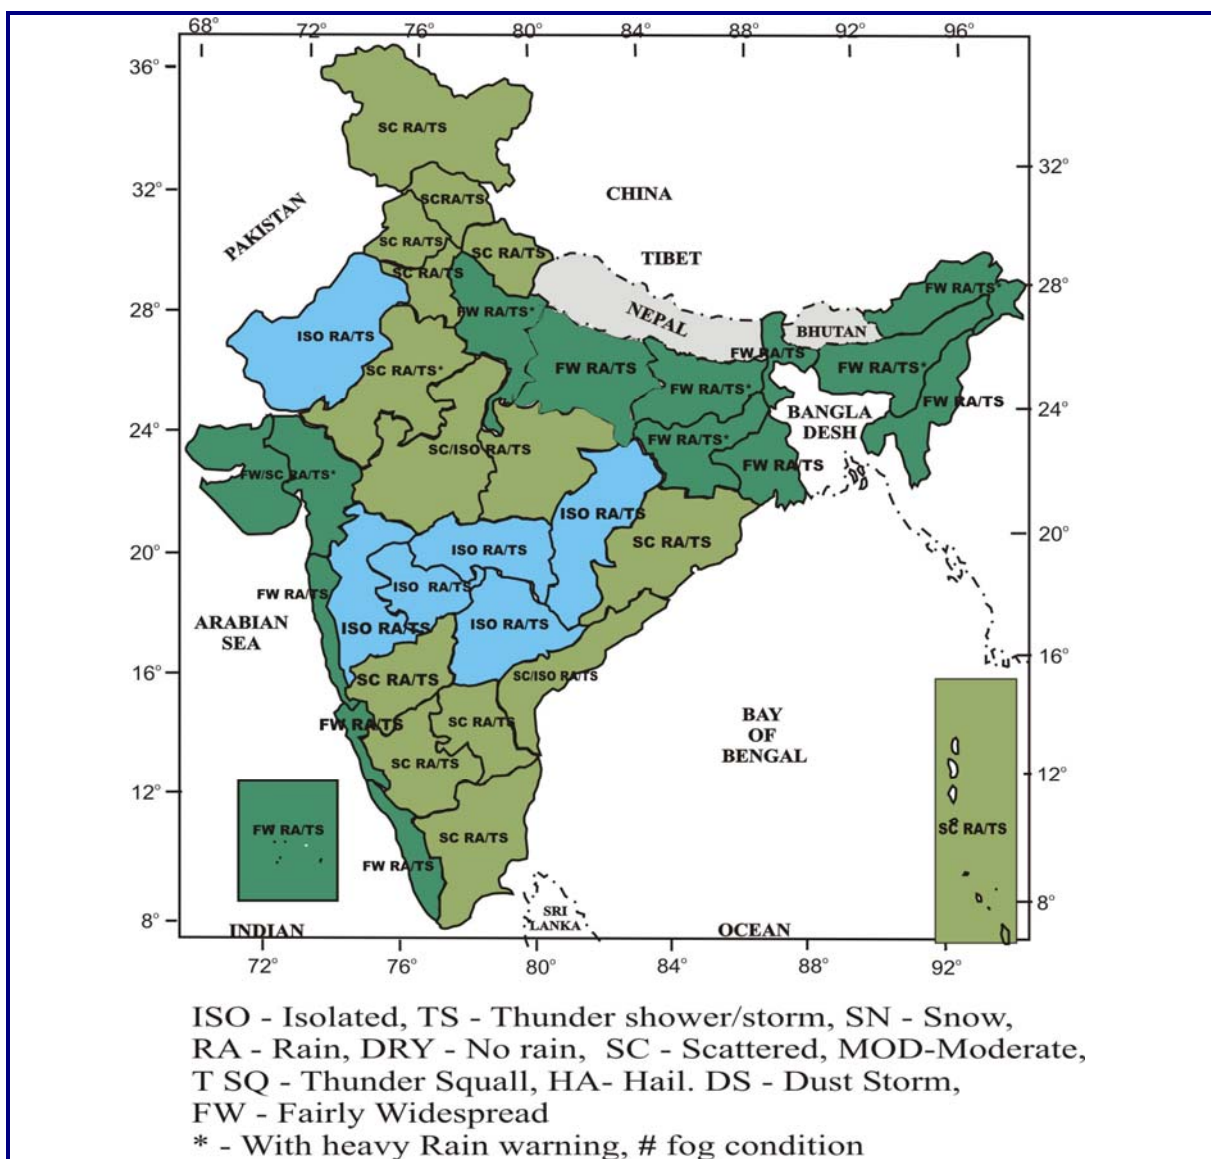 68° 72° 76° 80° 84° 88° 92° 96°
36°
SC RA/TS
32°
32°
CHINA
SCRA/TS
PAKISTAN
SC RA/TS
SC RA/TS
TIBET
SC RA/TS
28°
28°
FW RA/TS*
FW RA/TS*
NEPAL
ISO RA/TS
BHUTAN
FW RA/TS
SC RA/TS*
FW RA/TS
FW RA/TS*
FW RA/TS*
FW RA/TS
24°
24°
BANGLA
DESH
SC/ISO RA/TS
FW RA/TS*
FW RA/TS
FW/SC RA/TS*
ISO RA/TS
20°
20°
ISO RA/TS
SC RA/TS
FW RA/TS
ISO RA/TS
ARABIAN
SEA
ISO RA/TS
ISO RA/TS
16°
16°
SC RA/TS
SC/ISO RA/TS
FW RA/TS
SC RA/TS
BAY
OF
BENGAL
SC RA/TS
12°
12°
FW RA/TS
SC RA/TS
SC RA/TS
FW RA/TS
8°
8°
SRI
LANKA
INDIAN
OCEAN
72° 76° 80° 84° 88° 92°
ISO - Isolated, TS - Thunder shower/storm, SN - Snow,
RA - Rain, DRY - No rain, SC - Scattered, MOD-Moderate,
T SQ - Thunder Squall, HA- Hail. DS - Dust Storm,
FW - Fairly Widespread
* - With heavy Rain warning, # fog condition